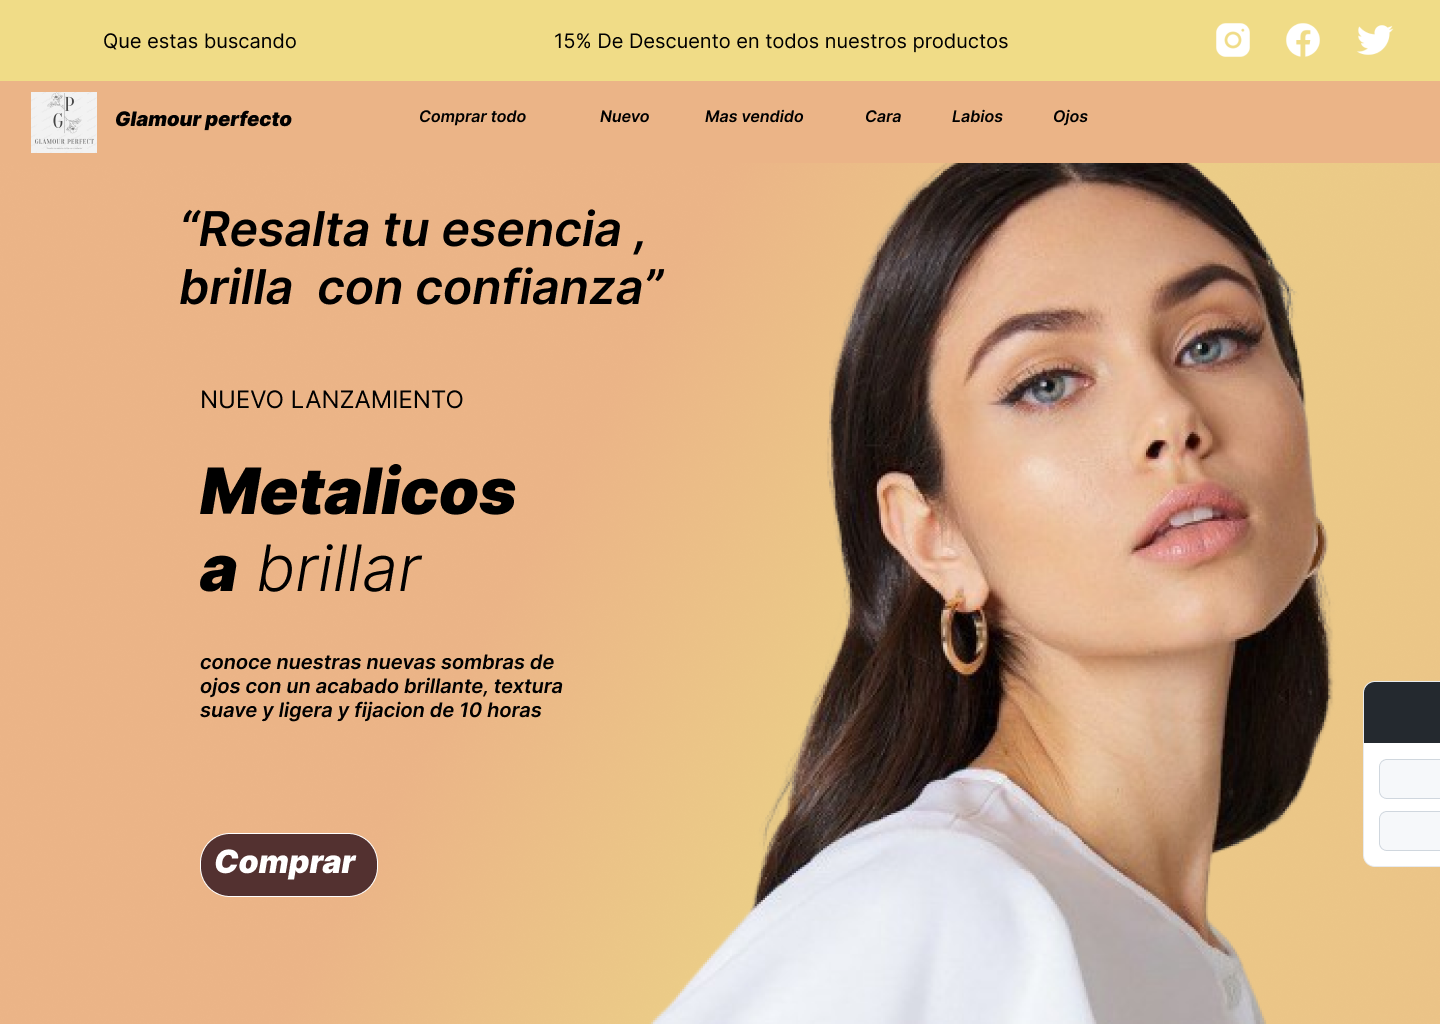 Que estas buscando
15% De Descuento en todos nuestros productos
P
G
GLAMOUR PERFECT
Glamour perfecto
Comprar todo
Nuevo
Mas vendido
Cara
Labios
Ojos
“Resalta tu esencia ,
brilla  con confianza”
NUEVO LANZAMIENTO
Metalicos
a brillar
conoce nuestras nuevas sombras de
ojos con un acabado brillante, textura
suave y ligera y fijacion de 10 horas
Comprar